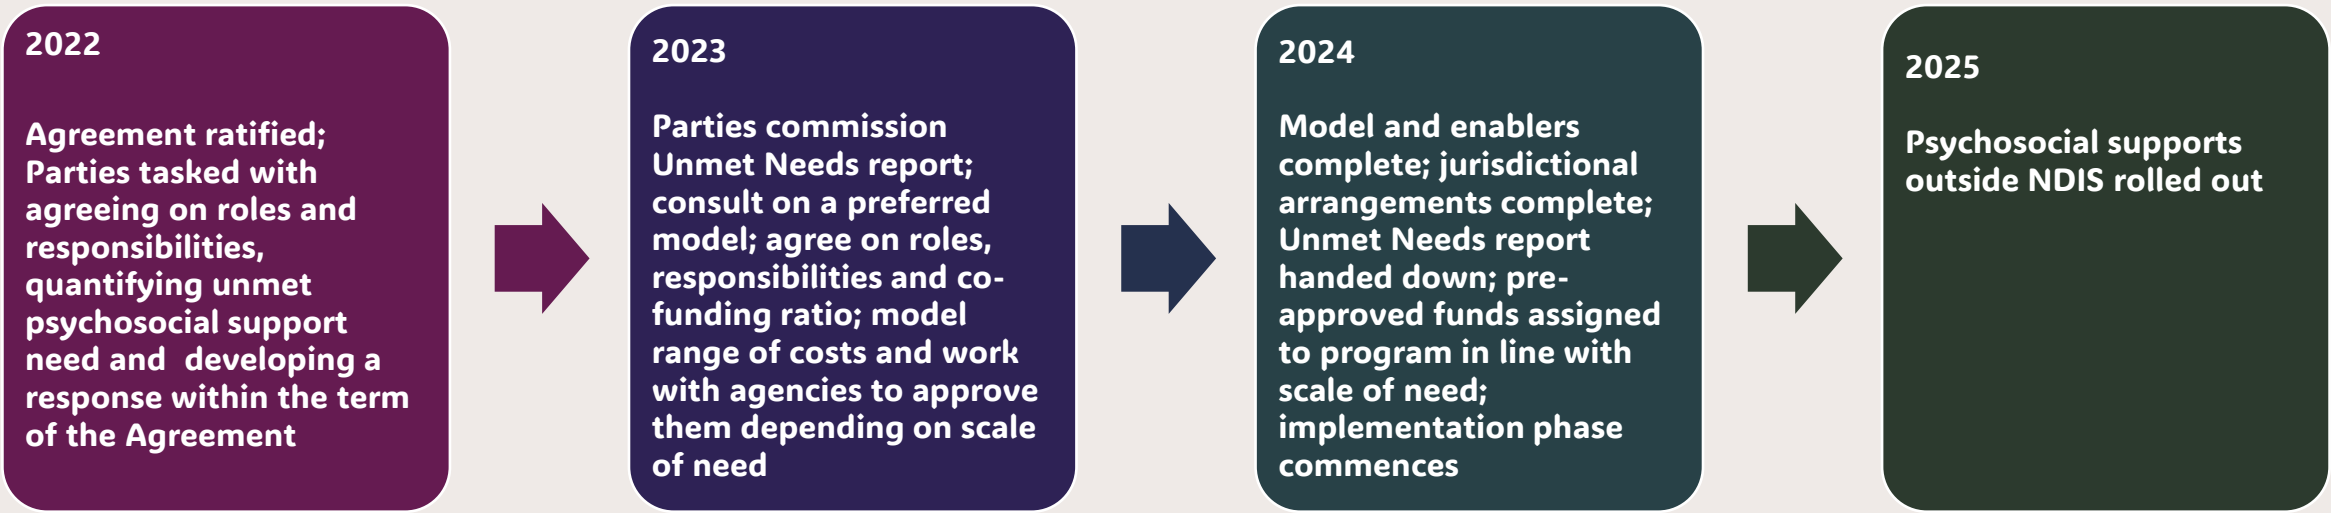 2022
Agreement ratified;
Parties tasked with
agreeing on roles and
responsibilities,
quantifying unmet
psychosocial support
need and  developing a
response within the term
of the Agreement
2023
Parties commission
Unmet Needs report;
consult on a preferred
model; agree on roles,
responsibilities and co-
funding ratio; model
range of costs and work
with agencies to approve
them depending on scale
of need
2024
Model and enablers
complete; jurisdictional
arrangements complete;
Unmet Needs report
handed down; pre-
approved funds assigned
to program in line with
scale of need;
implementation phase
commences
2025
Psychosocial supports
outside NDIS rolled out